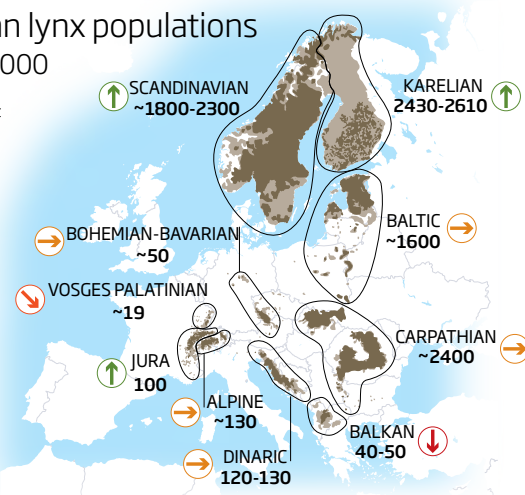 an lynx populations
000
SCANDINAVIAN
~1800-2300
KARELIAN
2430-2610
BALTIC
~1600
BOHEMIAN-BAVARIAN
~50
VOSGES PALATINIAN
~19
CARPATHIAN
~2400
JURA
100
ALPINE
~130
BALKAN
40-50
DINARIC
120-130